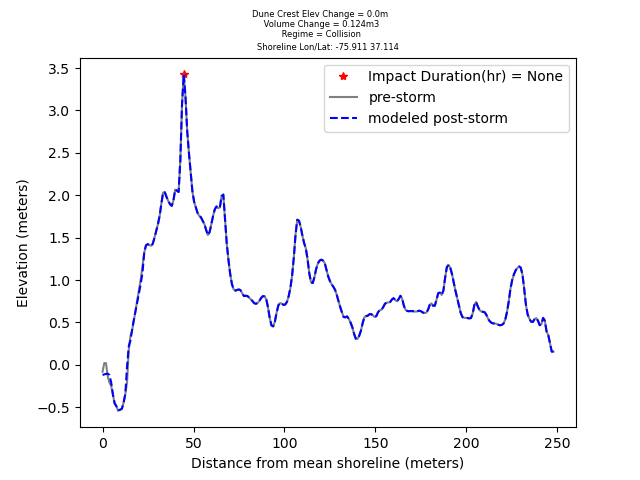 Dune Crest Elev Change = 0.0m
Volume Change = 0.124m3
Regime = Collision
Shoreline Lon/Lat: -75.911 37.114
Impact Duration(hr) = None
pre-storm
modeled post-storm
Elevation (meters)
3.5
3.0
2.5
2.0
1.5
1.0
0.5
0.0
−0.5
0 50 100 150 200 250
Distance from mean shoreline (meters)